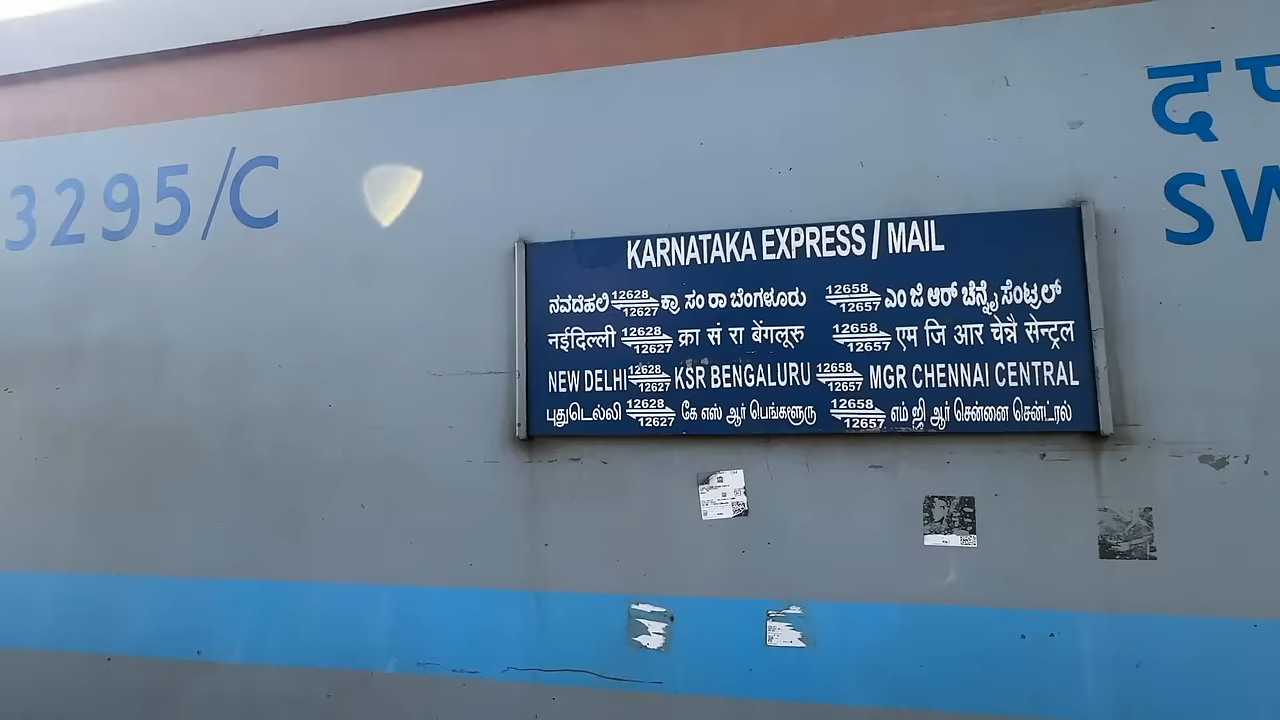 3295/C
द
SW
KARNATAKA EXPRESS / MAIL
ನವದೆಹಲಿ 12628 12627 ಕ್ರಾ ಸಂ ರಾ ಬೆಂಗಳೂರು 12658 12657 ಎಂ ಜಿ ಆರ್ ಚೆನ್ನೈ ಸೆಂಟ್ರಲ್
नईदिल्ली 12628 12627 क्रा सं रा बेंगलूरु 12658 12657 एम जि आर चेन्नै सेन्ट्रल
NEW DELHI 12628 12627 KSR BENGALURU 12658 12657 MGR CHENNAI CENTRAL
புதுடெல்லி 12628 12627 கே எஸ் ஆர் பெங்களூரு 12658 12657 எம் ஜி ஆர் சென்னை சென்ட்ரல்